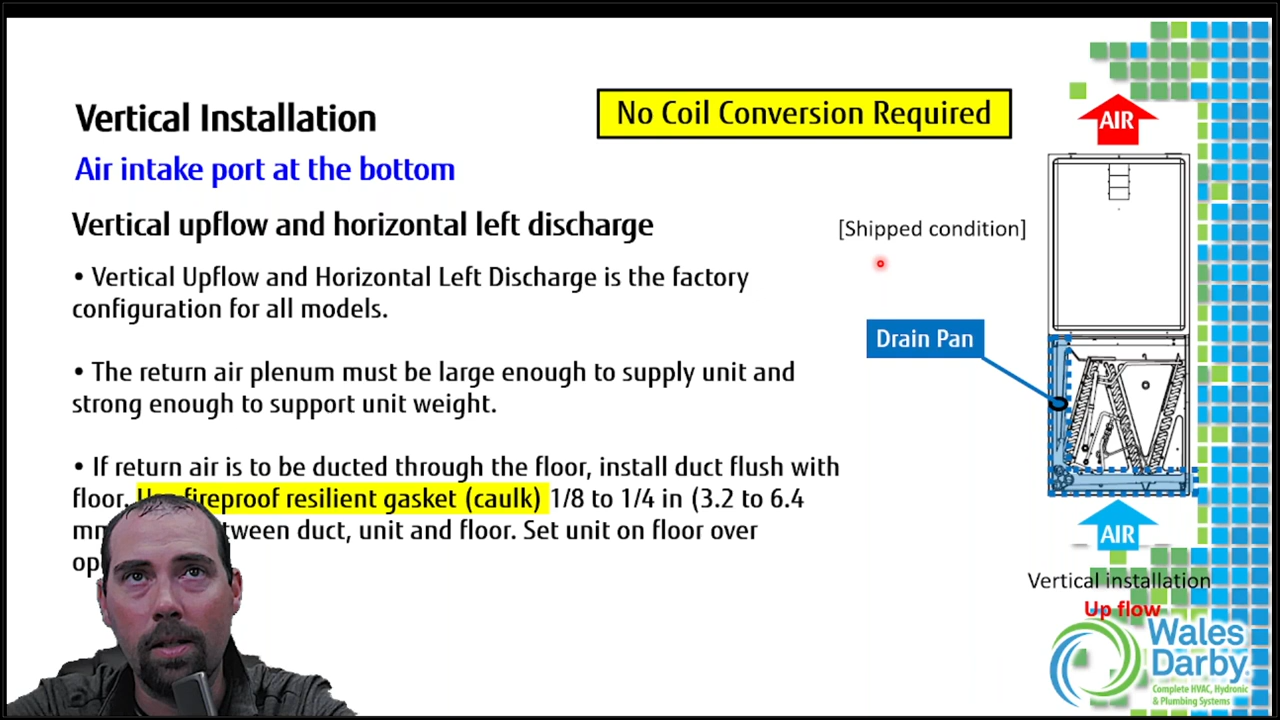 No Coil Conversion Required
Vertical Installation
AIR
Air intake port at the bottom
Vertical upflow and horizontal left discharge
[Shipped condition]
• Vertical Upflow and Horizontal Left Discharge is the factory
configuration for all models.
Drain Pan
• The return air plenum must be large enough to supply unit and
strong enough to support unit weight.
• If return air is to be ducted through the floor, install duct flush with
floor. fireproof resilient gasket (caulk) 1/8 to 1/4 in (3.2 to 6.4
duct, unit and floor. Set unit on floor over
AIR
Vertical installation
Up flow
Wales
Darby
Complete HVAC, Hydronic
& Plumbing Systems